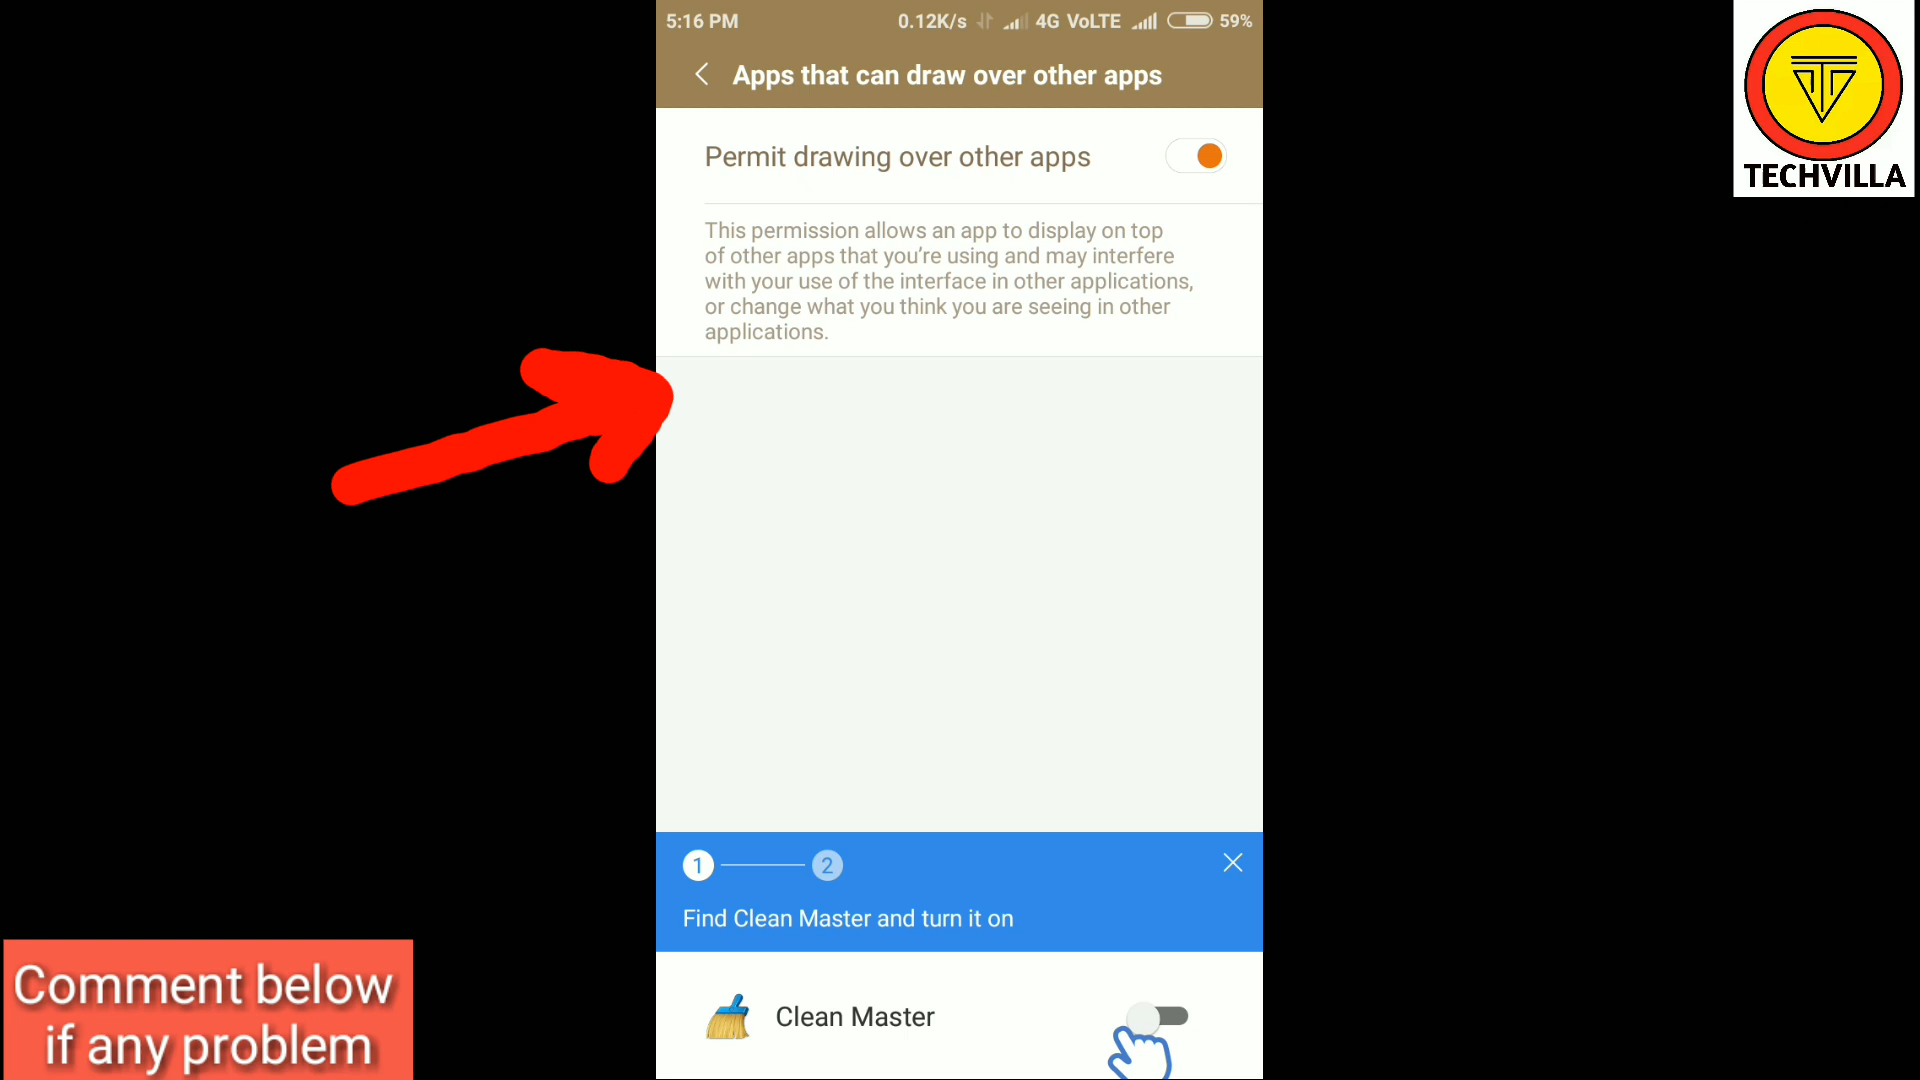 5:16 PM 0.12K/s 4G VoLTE 59%
Apps that can draw over other apps
TECHVILLA
Permit drawing over other apps
This permission allows an app to display on top
of other apps that you're using and may interfere
with your use of the interface in other applications,
or change what you think you are seeing in other
applications.
1 2
Find Clean Master and turn it on
Clean Master
Comment below
if any problem